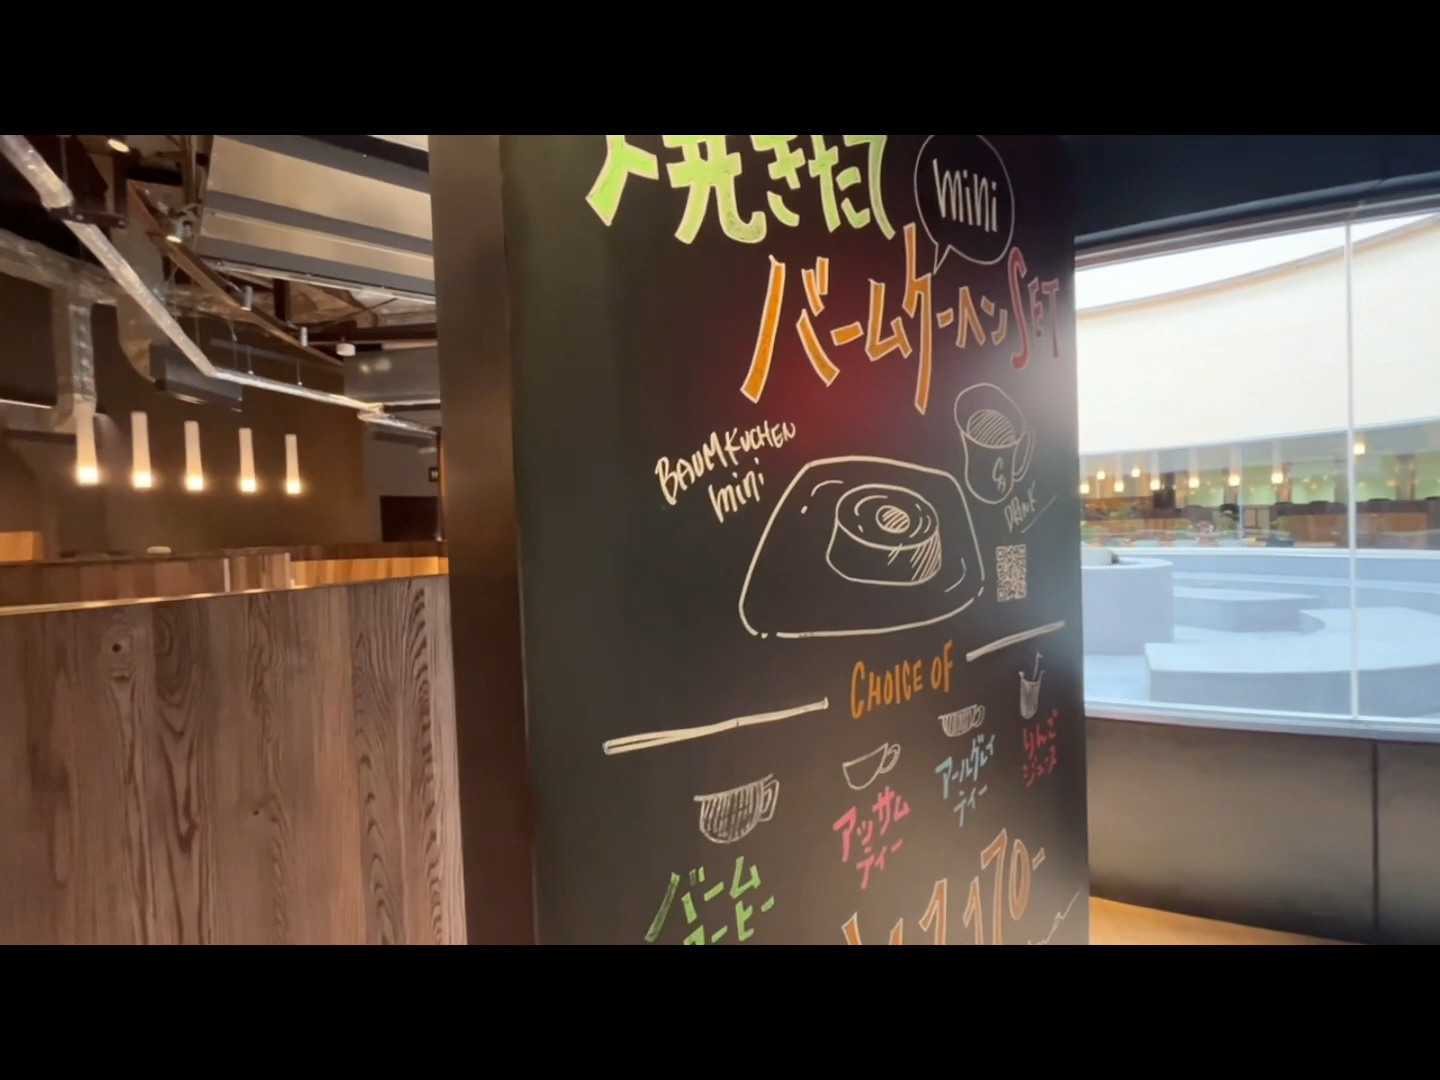 焼きたて
mini
バームクーヘンSET
BAUMKUCHEN
mini
DRINK
CHOICE OF
バーム
コーヒー
アッサム
ティー
アールグレイ
ティー
りんご
ジュース
¥1,170-